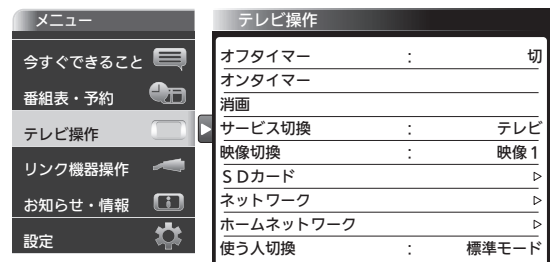 メニュー
今すぐできること
番組表・予約
テレビ操作
リンク機器操作
お知らせ・情報
設定
テレビ操作
オフタイマー : 切
オンタイマー
消画
サービス切換 : テレビ
映像切換 : 映像1
SDカード
ネットワーク
ホームネットワーク
使う人切換 : 標準モード